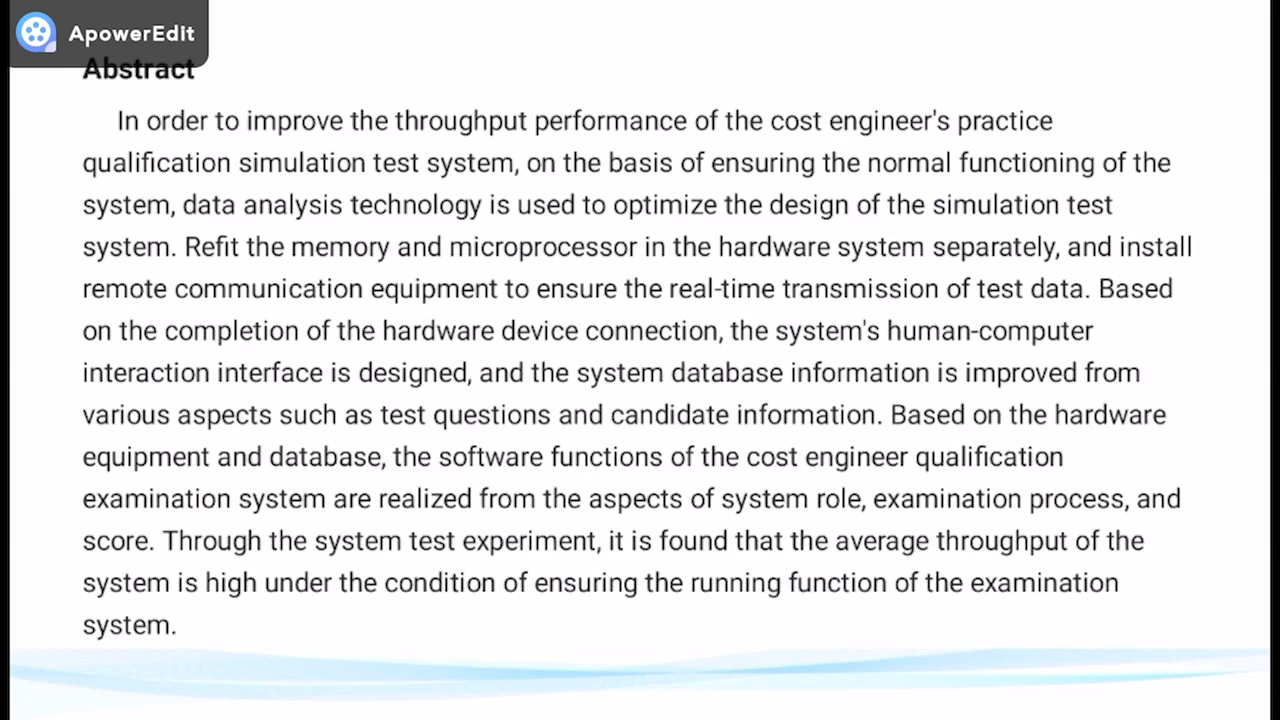 ApowerEdit
Abstract
In order to improve the throughput performance of the cost engineer's practice
qualification simulation test system, on the basis of ensuring the normal functioning of the
system, data analysis technology is used to optimize the design of the simulation test
system. Refit the memory and microprocessor in the hardware system separately, and install
remote communication equipment to ensure the real-time transmission of test data. Based
on the completion of the hardware device connection, the system's human-computer
interaction interface is designed, and the system database information is improved from
various aspects such as test questions and candidate information. Based on the hardware
equipment and database, the software functions of the cost engineer qualification
examination system are realized from the aspects of system role, examination process, and
score. Through the system test experiment, it is found that the average throughput of the
system is high under the condition of ensuring the running function of the examination
system.